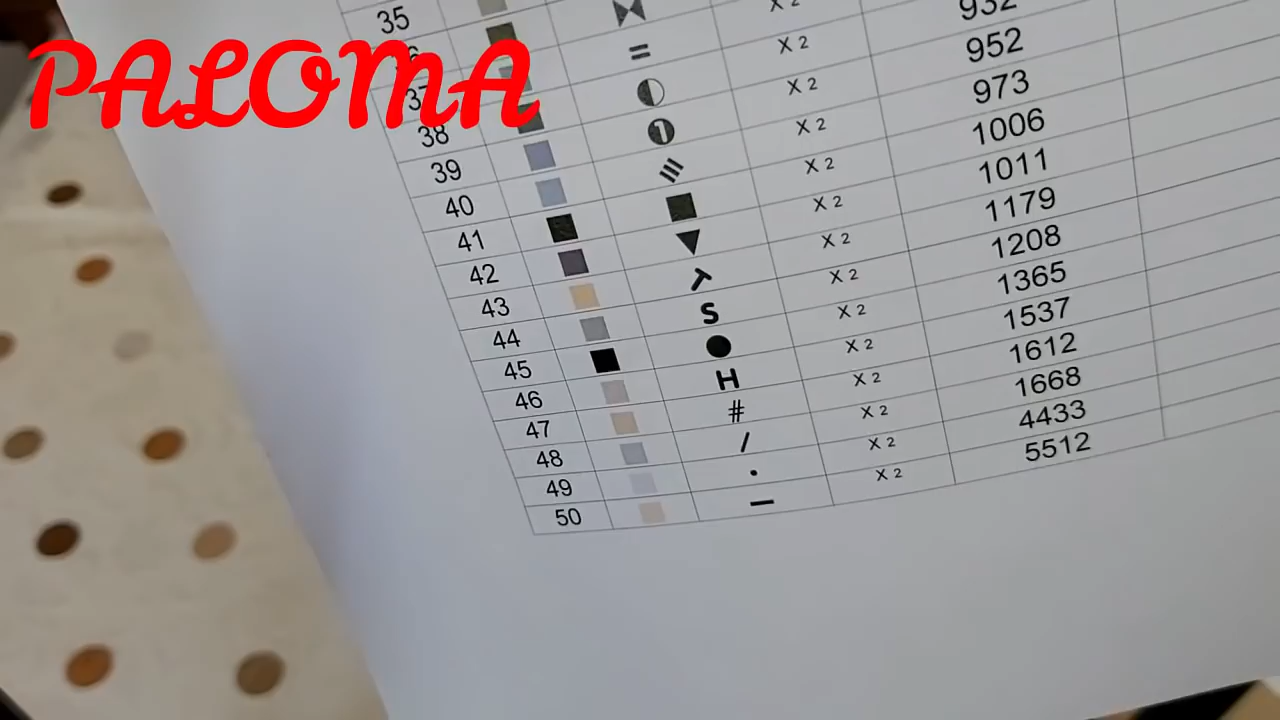 PALOMA
35
37 = X 2
38 X 2 932
39 1 X 2 952
40 X 2 973
41 X 2 1006
42 X 2 1011
43 T X 2 1179
44 S X 2 1208
45 X 2 1365
46 H X 2 1537
47 # X 2 1612
48 / X 2 1668
49 . X 2 4433
50 — X 2 5512